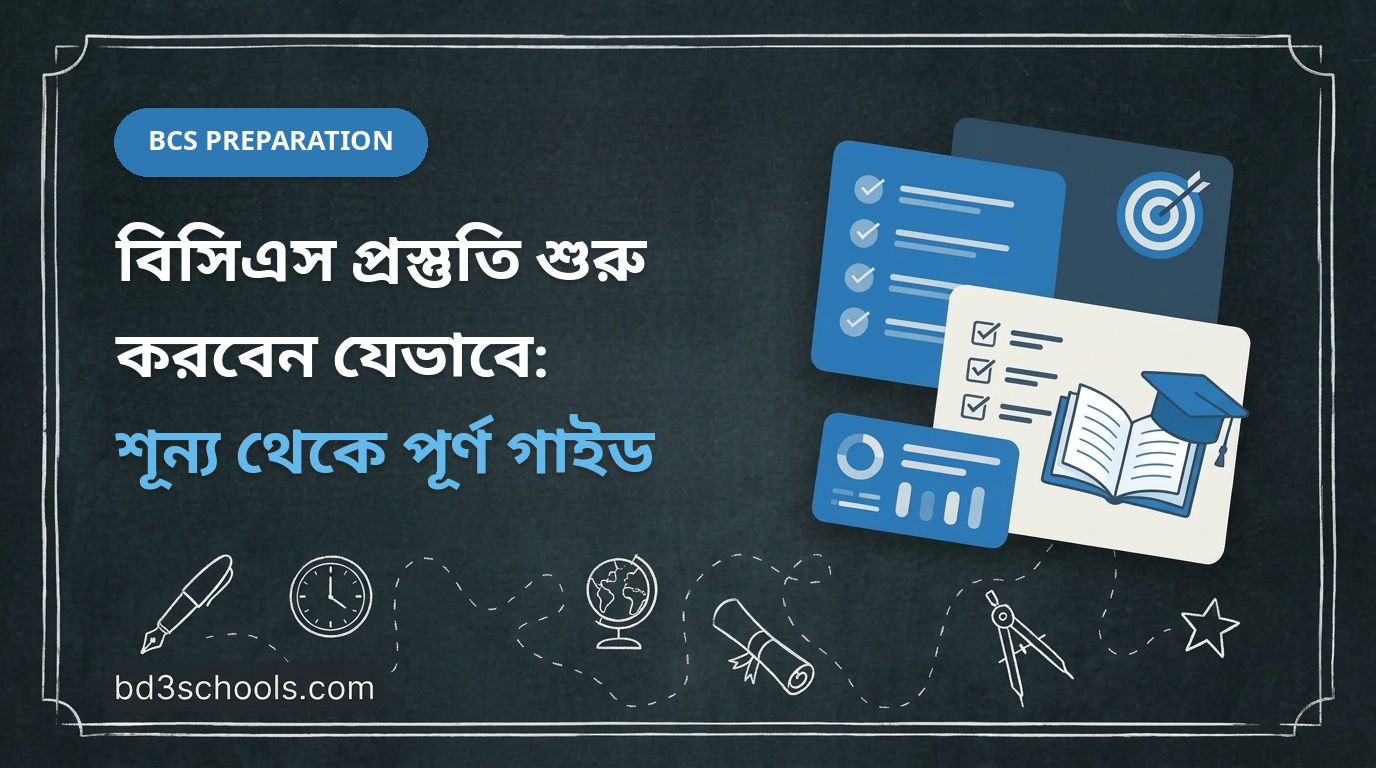 BCS PREPARATION
বিসিএস প্রস্তুতি শুরু
করবেন যেভাবে:
শূন্য থেকে পূর্ণ গাইড
bd3schools.com